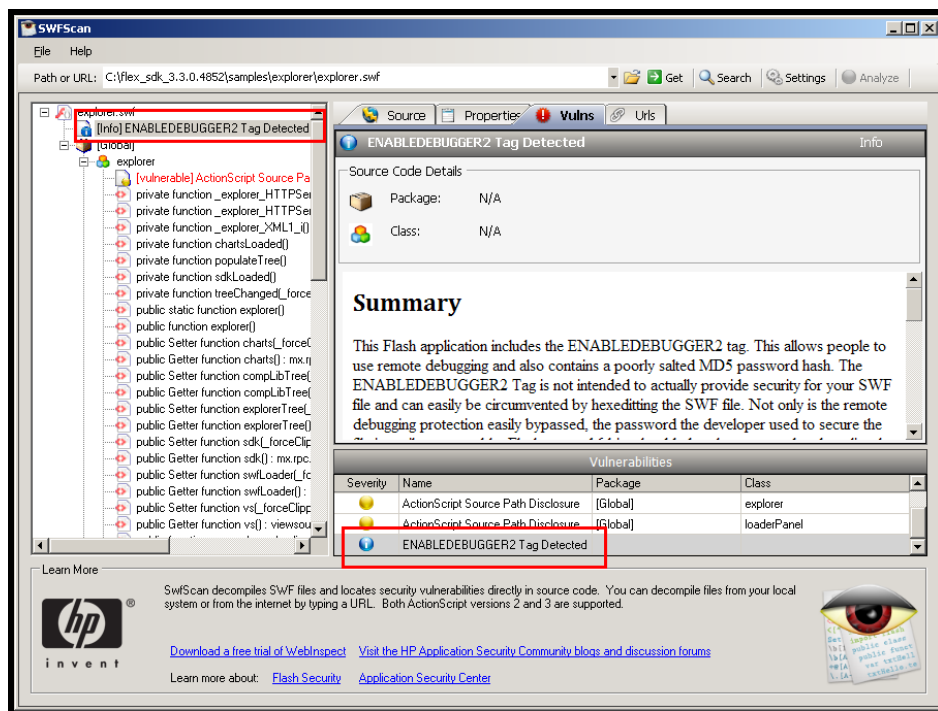 SWFScan
File Help
Path or URL: C:\flex_sdk_3.3.0.4852\samples\explorer\explorer.swf Get Search Settings Analyze
explorer.swf
[Info] ENABLEDEBUGGER2 Tag Detected
[Global]
explorer
[vulnerable] ActionScript Source Pa
private function _explorer_HTTPSer
private function _explorer_HTTPSer
private function _explorer_XML1_i()
private function chartsLoaded()
private function populateTree()
private function sdkLoaded()
private function treeChanged(_force
public static function explorer()
public function explorer()
public Setter function charts(_forceC
public Getter function charts() : mx.rp
public Setter function compLibTree(
public Getter function compLibTree(
public Setter function explorerTree(_
public Getter function explorerTree()
public Setter function sdk(_forceClip
public Getter function sdk() : mx.rpc.
public Setter function swfLoader(_fc
public Getter function swfLoader() :
public Setter function vs(_forceClipp
public Getter function vs() : viewsou
Source Properties Vulns Urls
ENABLEDEBUGGER2 Tag Detected Info
Source Code Details
Package: N/A
Class: N/A
Summary
This Flash application includes the ENABLEDEBUGGER2 tag. This allows people to
use remote debugging and also contains a poorly salted MD5 password hash. The
ENABLEDEBUGGER2 Tag is not intended to actually provide security for your SWF
file and can easily be circumvented by hexeditting the SWF file. Not only is the remote
debugging protection easily bypassed, the password the developer used to secure the
Vulnerabilities
Severity Name Package Class
ActionScript Source Path Disclosure [Global] explorer
ActionScript Source Path Disclosure [Global] loaderPanel
ENABLEDEBUGGER2 Tag Detected
Learn More
hp ®
invent
SwfScan decompiles SWF files and locates security vulnerabilities directly in source code. You can decompile files from your local
system or from the internet by typing a URL. Both ActionScript versions 2 and 3 are supported.
Download a free trial of WebInspect Visit the HP Application Security Community blogs and discussion forums
Learn more about: Flash Security Application Security Center